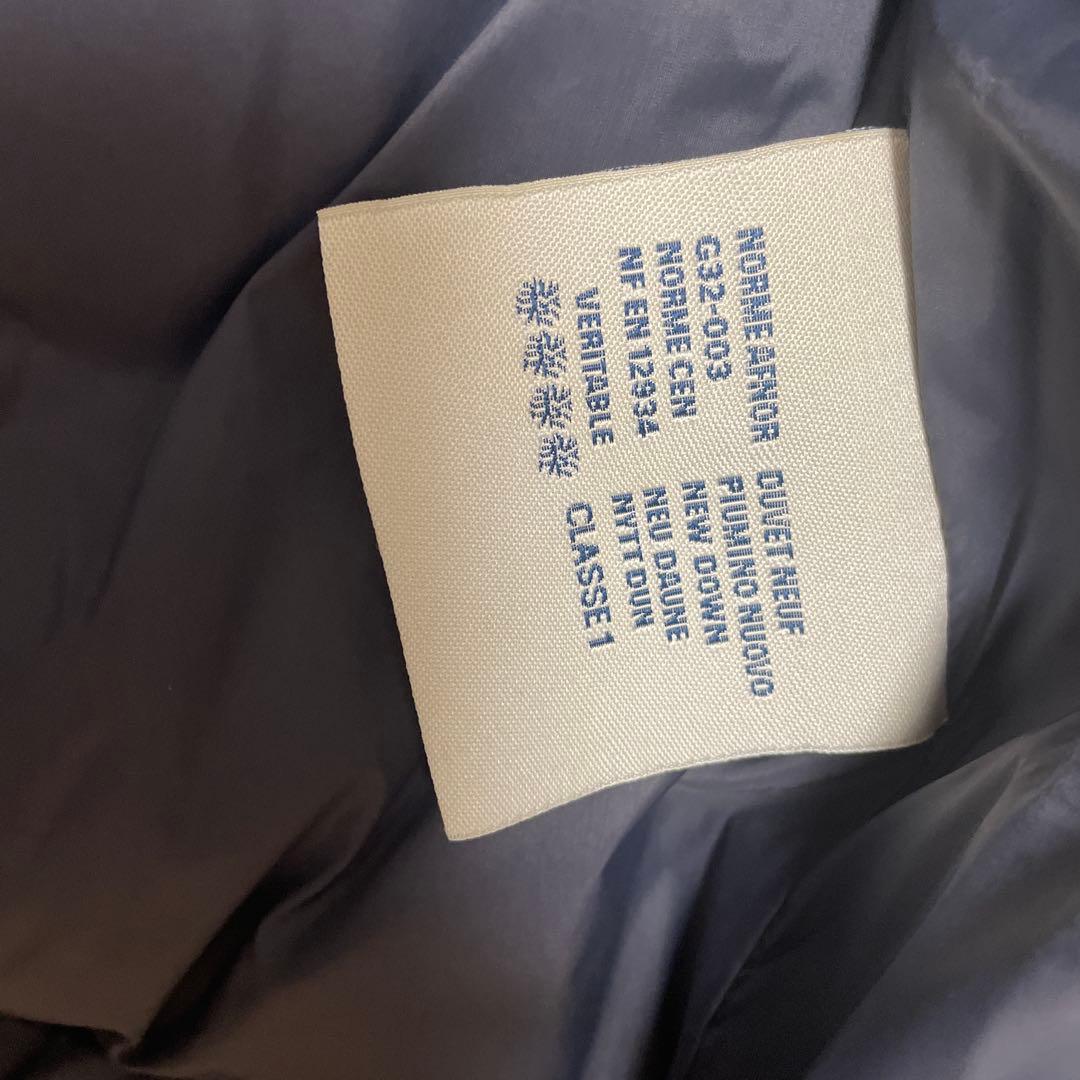 NORME AFNOR DUVET NEUF
G32-003 PIUMINO NUOVO
NORME CEN NEW DOWN
NF EN 12934 NEU DAUNE
VERITABLE NYTT DUN
CLASSE 1